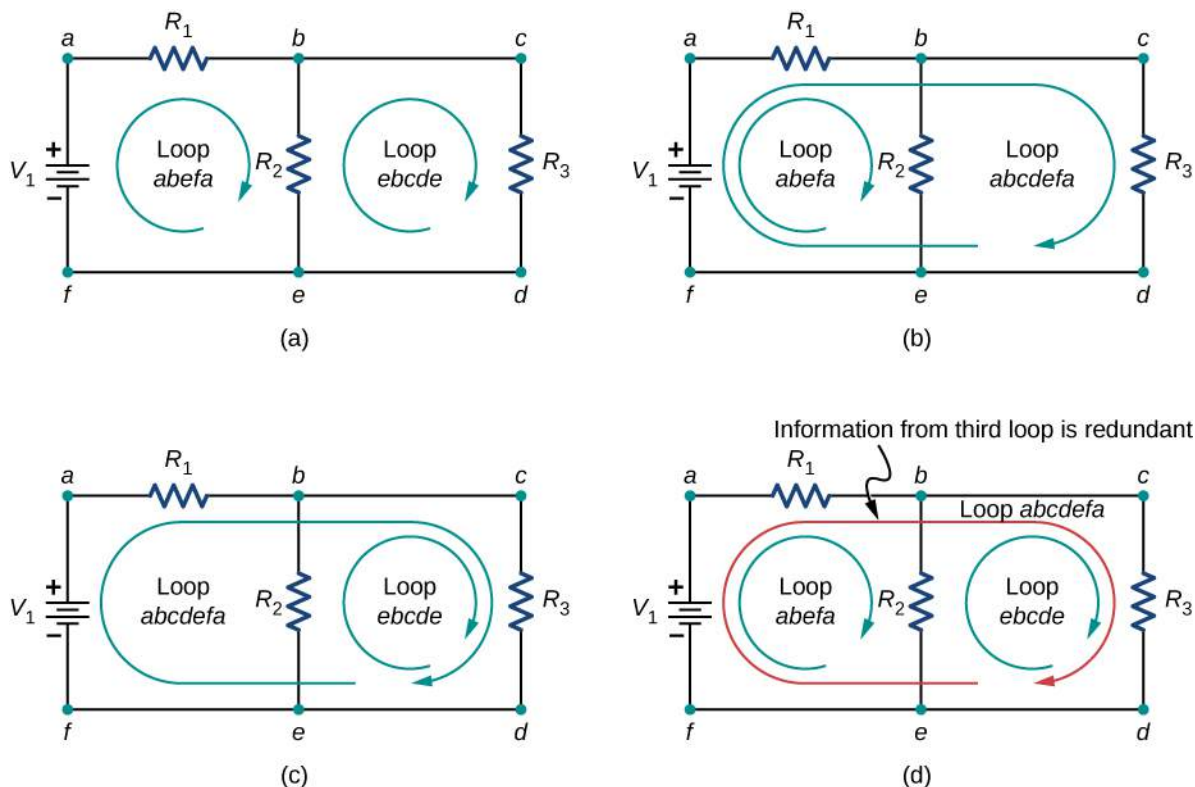 R1
a
b
c
+
V1
−
Loop
abefa
R2
Loop
ebcde
R3
f
e
d
(a)
R1
a
b
c
+
V1
−
Loop
abefa
R2
Loop
abcdefa
R3
f
e
d
(b)
R1
a
b
c
+
V1
−
Loop
abcdefa
R2
Loop
ebcde
R3
f
e
d
(c)
Information from third loop is redundant
R1
a
b
c
Loop abcdefa
+
V1
−
Loop
abefa
R2
Loop
ebcde
R3
f
e
d
(d)